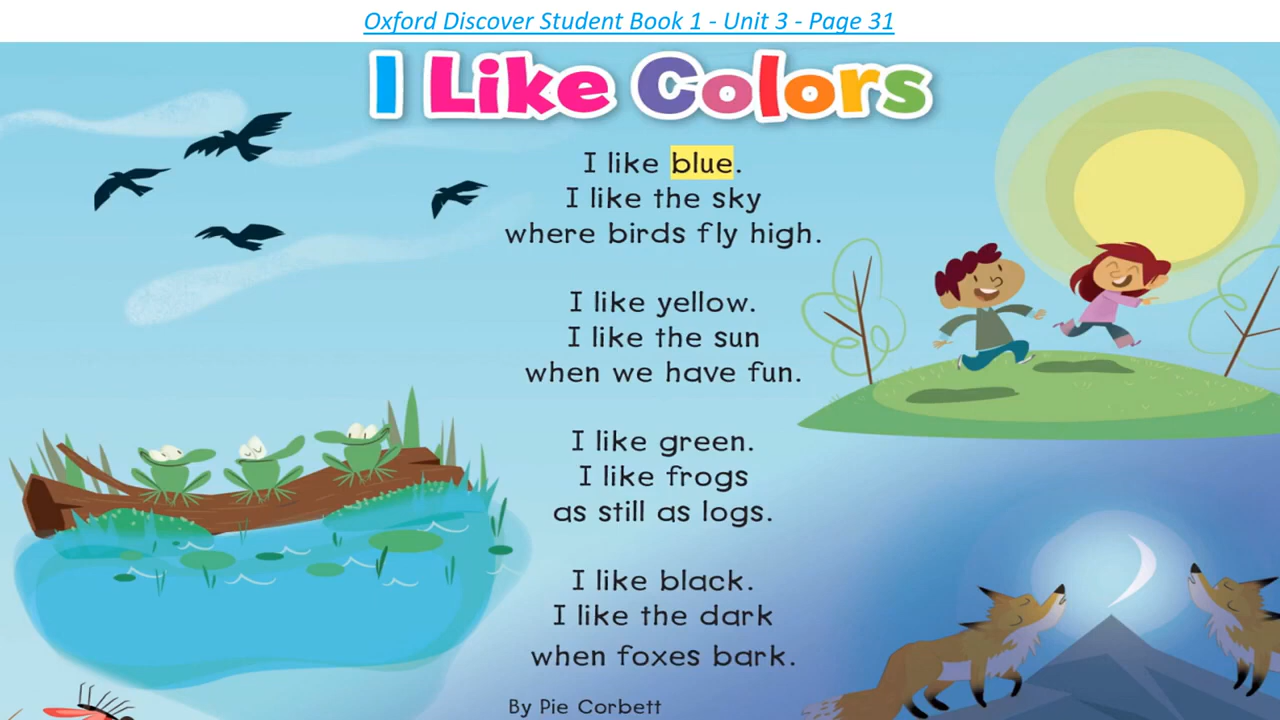 Oxford Discover Student Book 1 - Unit 3 - Page 31
I Like Colors
I like blue.
I like the sky
where birds fly high.
I like yellow.
I like the sun
when we have fun.
I like green.
I like frogs
as still as logs.
I like black.
I like the dark
when foxes bark.
By Pie Corbett